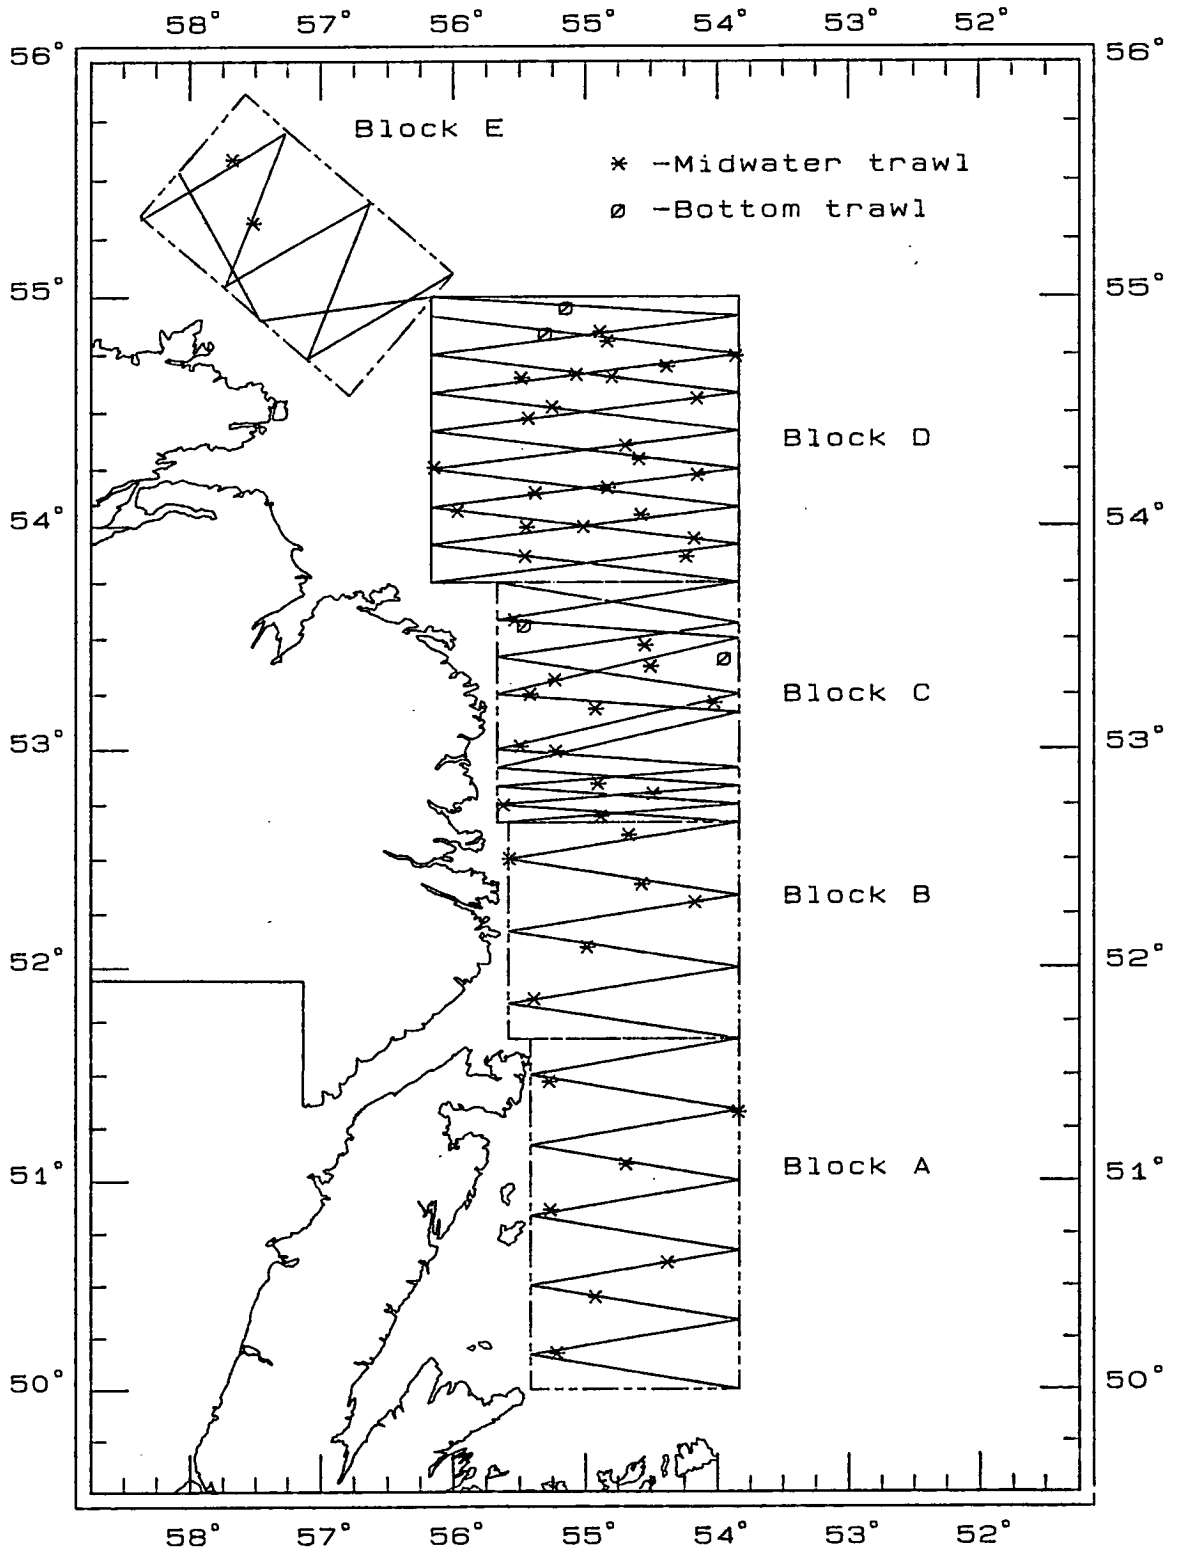 58° 57° 56° 55° 54° 53° 52°
56° 56°
Block E
* -Midwater trawl
⌀ -Bottom trawl
55° 55°
Block D
54° 54°
Block C
53° 53°
Block B
52° 52°
Block A
51° 51°
50° 50°
58° 57° 56° 55° 54° 53° 52°